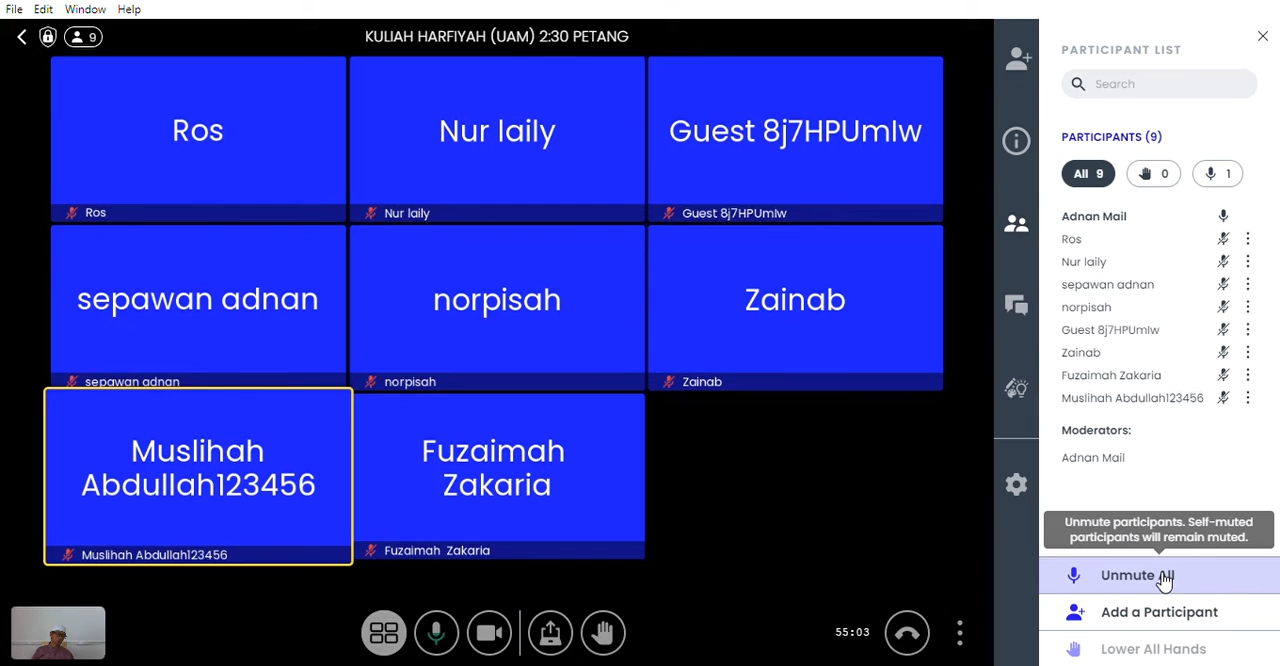 File Edit Window Help
9
KULIAH HARFIYAH (UAM) 2:30 PETANG
Ros
Nur laily
Guest 8j7HPUmIw
Ros
Nur laily
Guest 8j7HPUmIw
sepawan adnan
norpisah
Zainab
sepawan adnan
norpisah
Zainab
Muslihah
Abdullah123456
Fuzaimah
Zakaria
Muslihah Abdullah123456
Fuzaimah Zakaria
55:03
PARTICIPANT LIST
Search
PARTICIPANTS (9)
All 9
0
1
Adnan Mail
Ros
Nur laily
sepawan adnan
norpisah
Guest 8j7HPUmIw
Zainab
Fuzaimah Zakaria
Muslihah Abdullah123456
Moderators:
Adnan Mail
Unmute participants. Self-muted
participants will remain muted.
Unmute All
Add a Participant
Lower All Hands